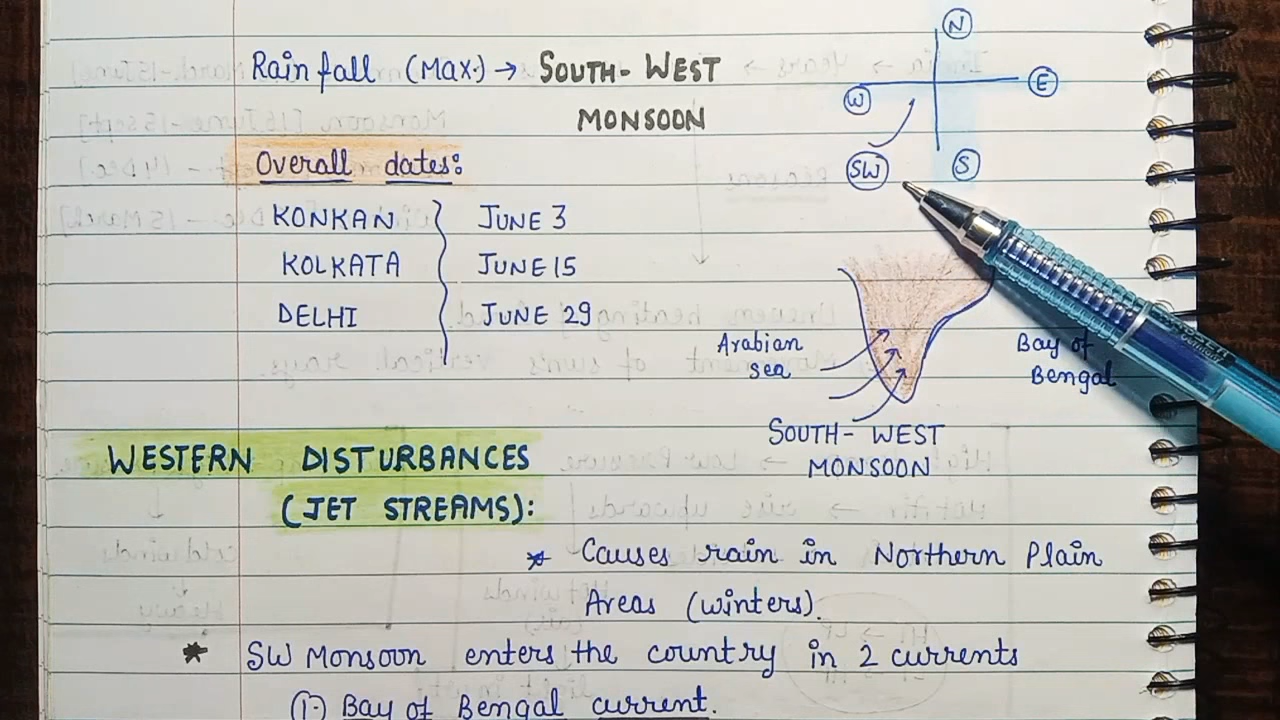 Rainfall (MAX.) → SOUTH-WEST
MONSOON
N
W
E
SW
S
Overall dates:
KONKAN JUNE 3
KOLKATA JUNE 15
DELHI JUNE 29
Arabian
sea
Bay of
Bengal
SOUTH-WEST
MONSOON
WESTERN DISTURBANCES
(JET STREAMS):
* Causes rain in Northern Plain
Areas (winters).
* SW Monsoon enters the country in 2 currents
(1.) Bay of Bengal current.